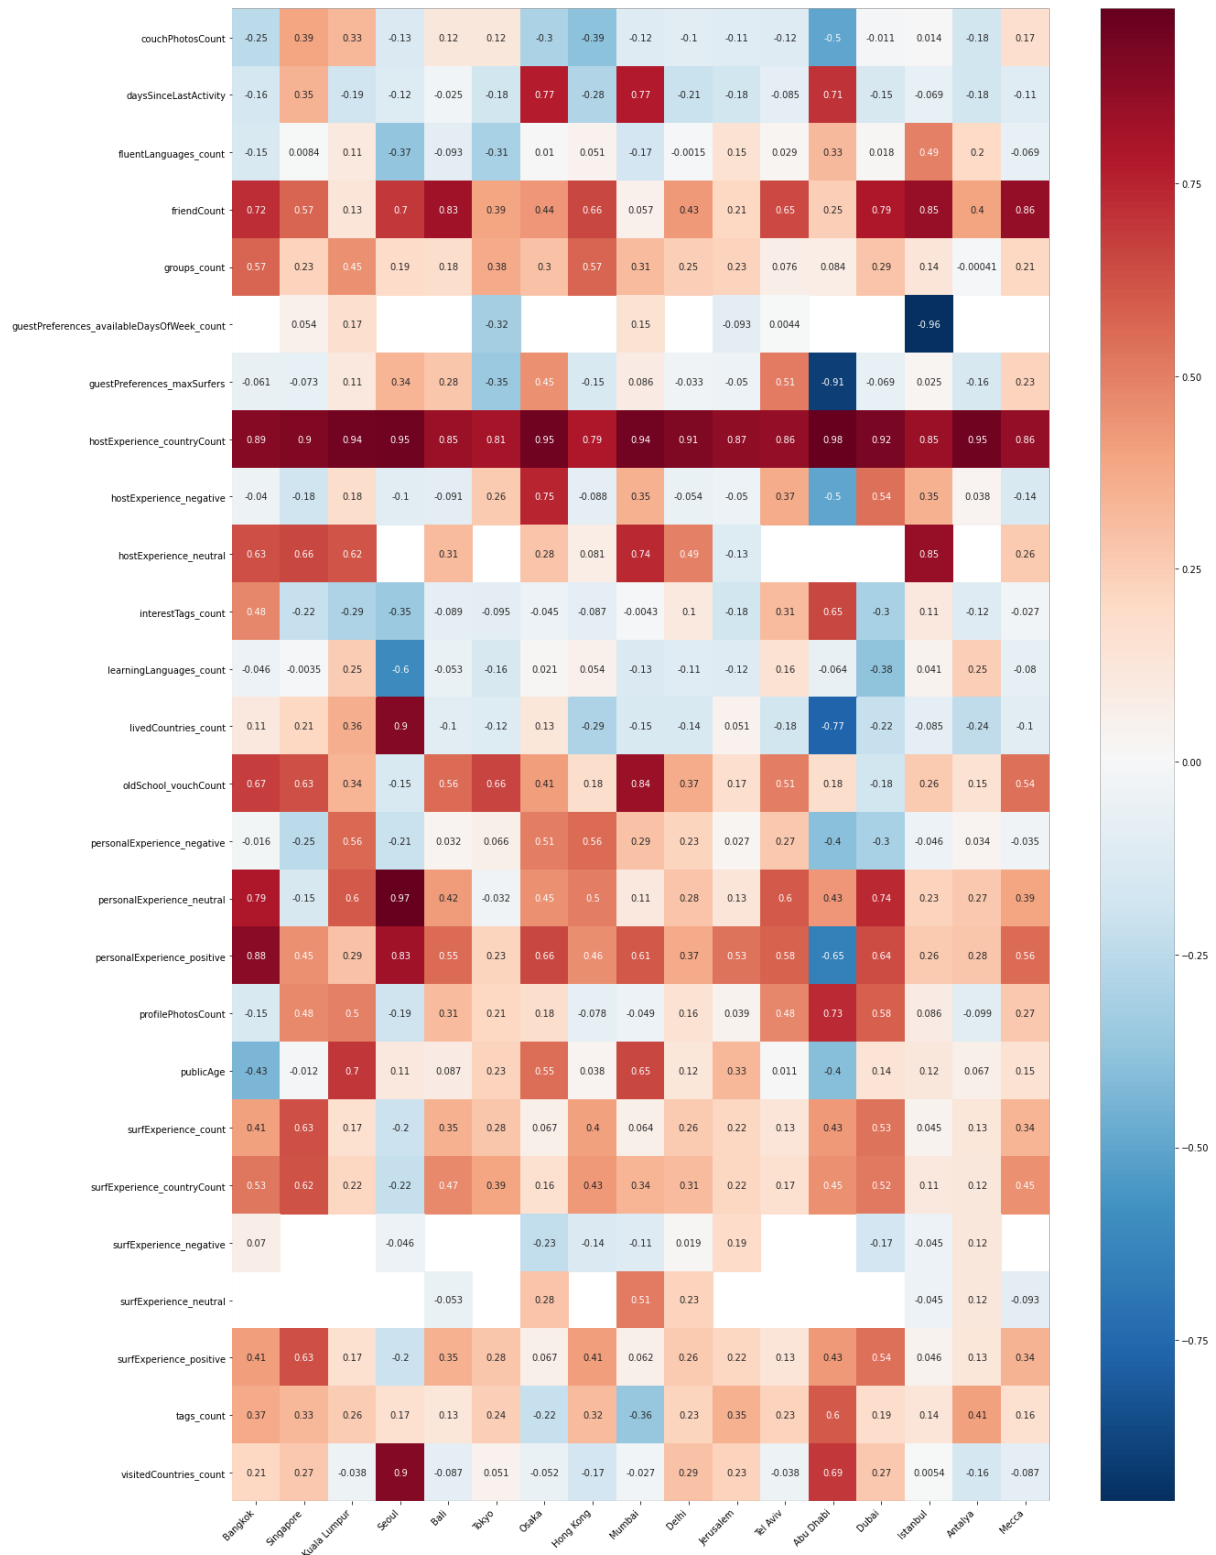 couchPhotosCount -0.25 0.39 0.33 -0.13 0.12 0.12 -0.3 -0.39 -0.12 -0.1 -0.11 -0.12 -0.5 -0.011 0.014 -0.18 0.17
daysSinceLastActivity -0.16 0.35 -0.19 -0.12 -0.025 -0.18 0.77 -0.28 0.77 -0.21 -0.18 -0.085 0.71 -0.15 -0.069 -0.18 -0.11
fluentLanguages_count -0.15 0.0084 0.11 -0.37 -0.093 -0.31 0.01 0.051 -0.17 -0.0015 0.15 0.029 0.33 0.018 0.49 0.2 -0.069
0.75
friendCount 0.72 0.57 0.13 0.7 0.83 0.39 0.44 0.66 0.057 0.43 0.21 0.65 0.25 0.79 0.85 0.4 0.86
groups_count 0.57 0.23 0.45 0.19 0.18 0.38 0.3 0.57 0.31 0.25 0.23 0.076 0.084 0.29 0.14 -0.00041 0.21
guestPreferences_availableDaysOfWeek_count 0.054 0.17 -0.32 0.15 -0.093 0.0044 -0.96
0.50
guestPreferences_maxSurfers -0.061 -0.073 0.11 0.34 0.28 -0.35 0.45 -0.15 0.086 -0.033 -0.05 0.51 -0.91 -0.069 0.025 -0.16 0.23
hostExperience_countryCount 0.89 0.9 0.94 0.95 0.85 0.81 0.95 0.79 0.94 0.91 0.87 0.86 0.98 0.92 0.85 0.95 0.86
hostExperience_negative -0.04 -0.18 0.18 -0.1 -0.091 0.26 0.75 -0.088 0.35 -0.054 -0.05 0.37 -0.5 0.54 0.35 0.038 -0.14
hostExperience_neutral 0.63 0.66 0.62 0.31 0.28 0.081 0.74 0.49 -0.13 0.85 0.26
0.25
interestTags_count 0.48 -0.22 -0.29 -0.35 -0.089 -0.095 -0.045 -0.087 -0.0043 0.1 -0.18 0.31 0.65 -0.3 0.11 -0.12 -0.027
learningLanguages_count -0.046 -0.0035 0.25 -0.6 -0.053 -0.16 0.021 0.054 -0.13 -0.11 -0.12 0.16 -0.064 -0.38 0.041 0.25 -0.08
livedCountries_count 0.11 0.21 0.36 0.9 -0.1 -0.12 0.13 -0.29 -0.15 -0.14 0.051 -0.18 -0.77 -0.22 -0.085 -0.24 -0.1
0.00
oldSchool_vouchCount 0.67 0.63 0.34 -0.15 0.56 0.66 0.41 0.18 0.84 0.37 0.17 0.51 0.18 -0.18 0.26 0.15 0.54
personalExperience_negative -0.016 -0.25 0.56 -0.21 0.032 0.066 0.51 0.56 0.29 0.23 0.027 0.27 -0.4 -0.3 -0.046 0.034 -0.035
personalExperience_neutral 0.79 -0.15 0.6 0.97 0.42 -0.032 0.45 0.5 0.11 0.28 0.13 0.6 0.43 0.74 0.23 0.27 0.39
personalExperience_positive 0.88 0.45 0.29 0.83 0.55 0.23 0.66 0.46 0.61 0.37 0.53 0.58 -0.65 0.64 0.26 0.28 0.56
-0.25
profilePhotosCount -0.15 0.48 0.5 -0.19 0.31 0.21 0.18 -0.078 -0.049 0.16 0.039 0.48 0.73 0.58 0.086 -0.099 0.27
publicAge -0.43 -0.012 0.7 0.11 0.087 0.23 0.55 0.038 0.65 0.12 0.33 0.011 -0.4 0.14 0.12 0.067 0.15
surfExperience_count 0.41 0.63 0.17 -0.2 0.35 0.28 0.067 0.4 0.064 0.26 0.22 0.13 0.43 0.53 0.045 0.13 0.34
-0.50
surfExperience_countryCount 0.53 0.62 0.22 -0.22 0.47 0.39 0.16 0.43 0.34 0.31 0.22 0.17 0.45 0.52 0.11 0.12 0.45
surfExperience_negative 0.07 -0.046 -0.23 -0.14 -0.11 0.019 0.19 -0.17 -0.045 0.12
surfExperience_neutral -0.053 0.28 0.51 0.23 -0.045 0.12 -0.093
-0.75
surfExperience_positive 0.41 0.63 0.17 -0.2 0.35 0.28 0.067 0.41 0.062 0.26 0.22 0.13 0.43 0.54 0.046 0.13 0.34
tags_count 0.37 0.33 0.26 0.17 0.13 0.24 -0.22 0.32 -0.36 0.23 0.35 0.23 0.6 0.19 0.14 0.41 0.16
visitedCountries_count 0.21 0.27 -0.038 0.9 -0.087 0.051 -0.052 -0.17 -0.027 0.29 0.23 -0.038 0.69 0.27 0.0054 -0.16 -0.087
Bangkok Singapore Kuala Lumpur Seoul Bali Tokyo Osaka Hong Kong Mumbai Delhi Jerusalem Tel Aviv Abu Dhabi Dubai Istanbul Antalya Mecca